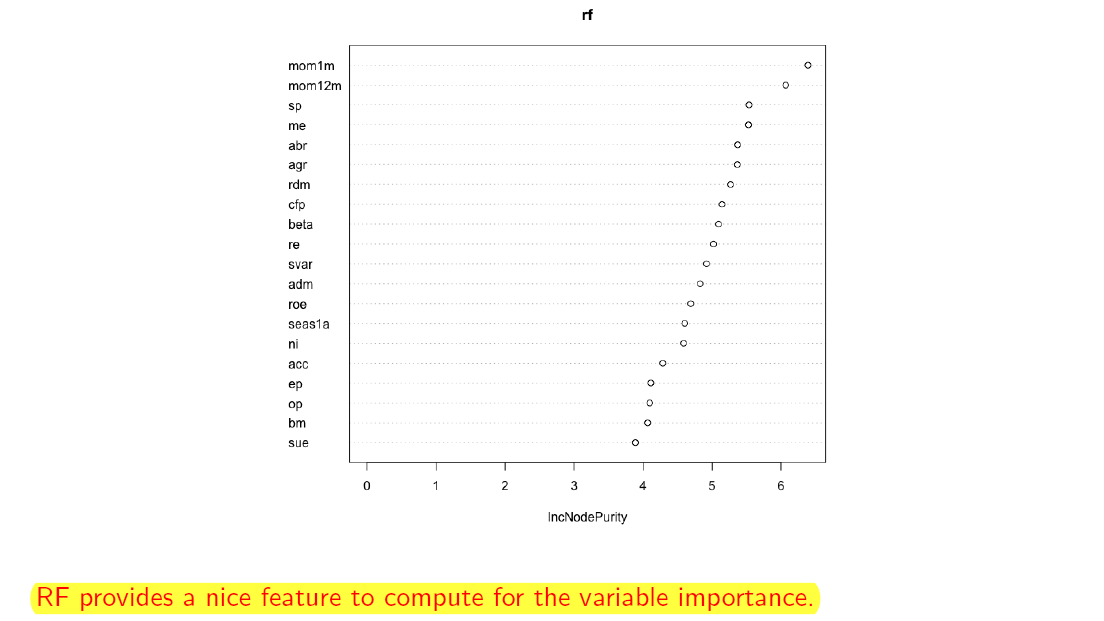 rf
mom1m
mom12m
sp
me
abr
agr
rdm
cfp
beta
re
svar
adm
roe
seas1a
ni
acc
ep
op
bm
sue
0 1 2 3 4 5 6
IncNodePurity
RF provides a nice feature to compute for the variable importance.